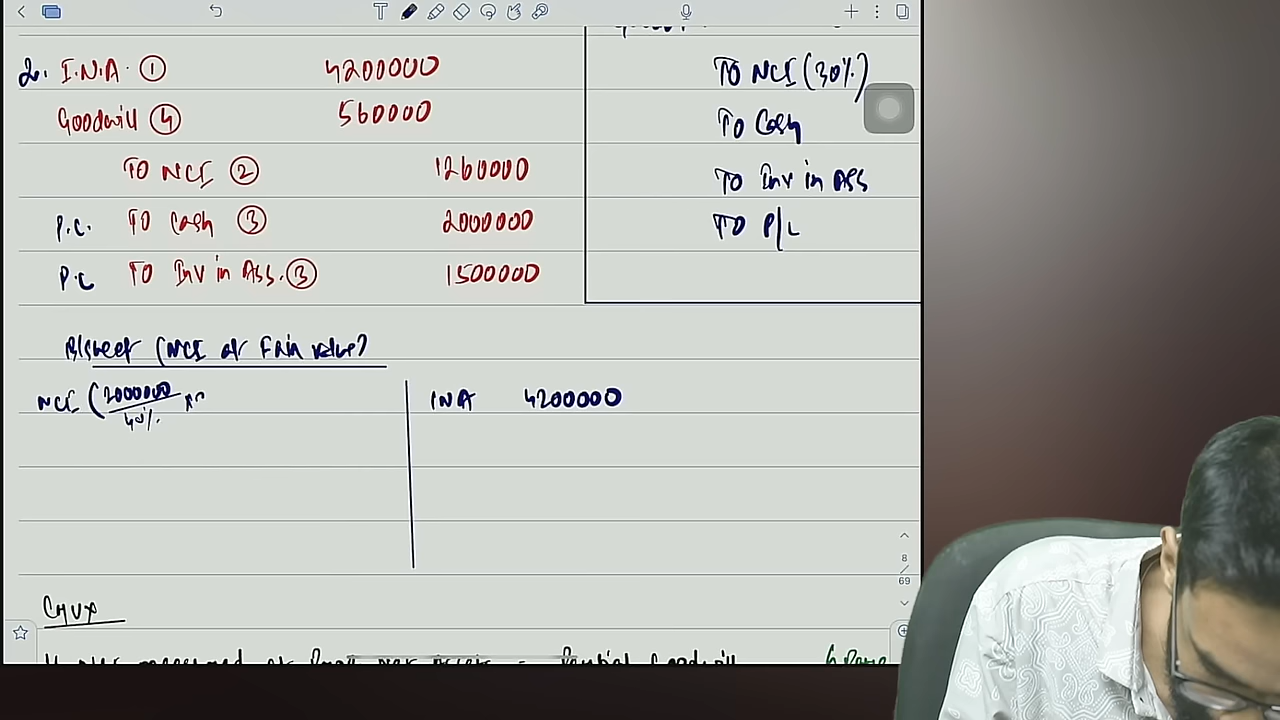 2. I.N.A. ① 4200000
Goodwill ④ 560000
TO NCI ② 1260000
P.C. TO Cash ③ 2000000
P.C TO Inv in Ass. ③ 1500000
TO NCI (30%)
TO Cash
TO Inv in Ass
TO P/L
B/sheet (NCI at Fair value)
NCI (2000000
40%
INA 4200000
8
69